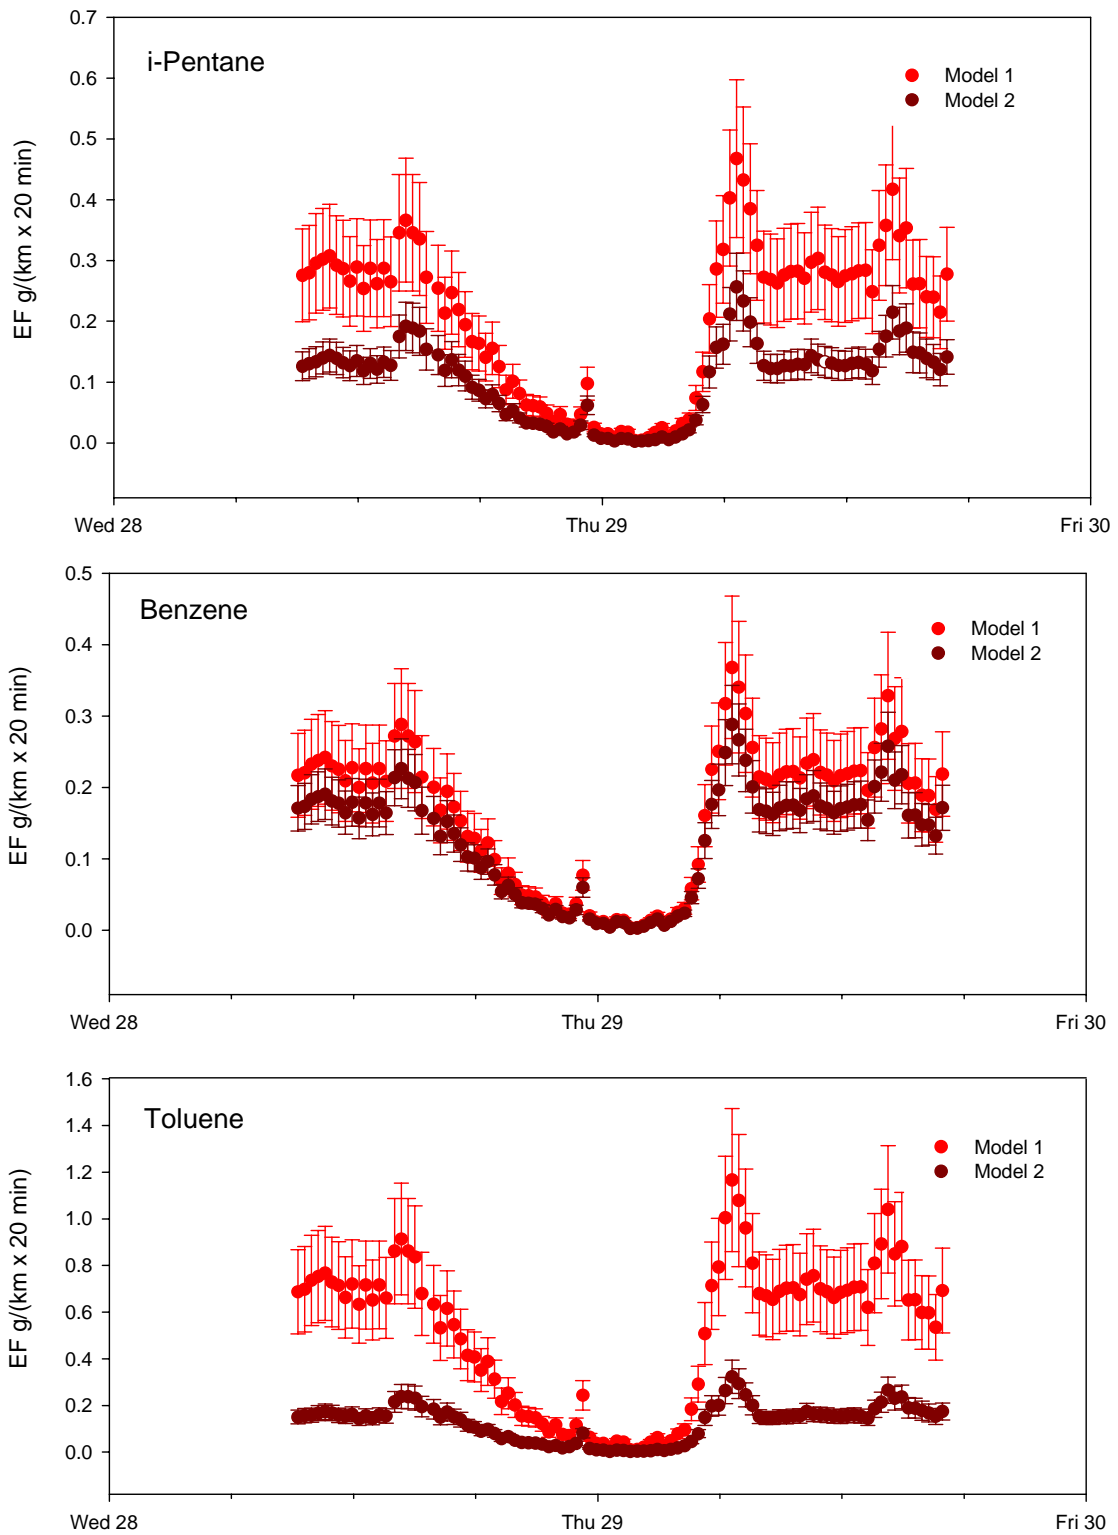 0.7
i-Pentane
Model 1
0.6
Model 2
0.5
0.4
0.3
0.2
0.1
0.0
EF g/(km x 20 min)
Wed 28 Thu 29 Fri 30
0.5
Benzene
Model 1
Model 2
0.4
0.3
0.2
0.1
0.0
EF g/(km x 20 min)
Wed 28 Thu 29 Fri 30
1.6
1.4
Toluene
Model 1
Model 2
1.2
1.0
0.8
0.6
0.4
0.2
0.0
EF g/(km x 20 min)
Wed 28 Thu 29 Fri 30